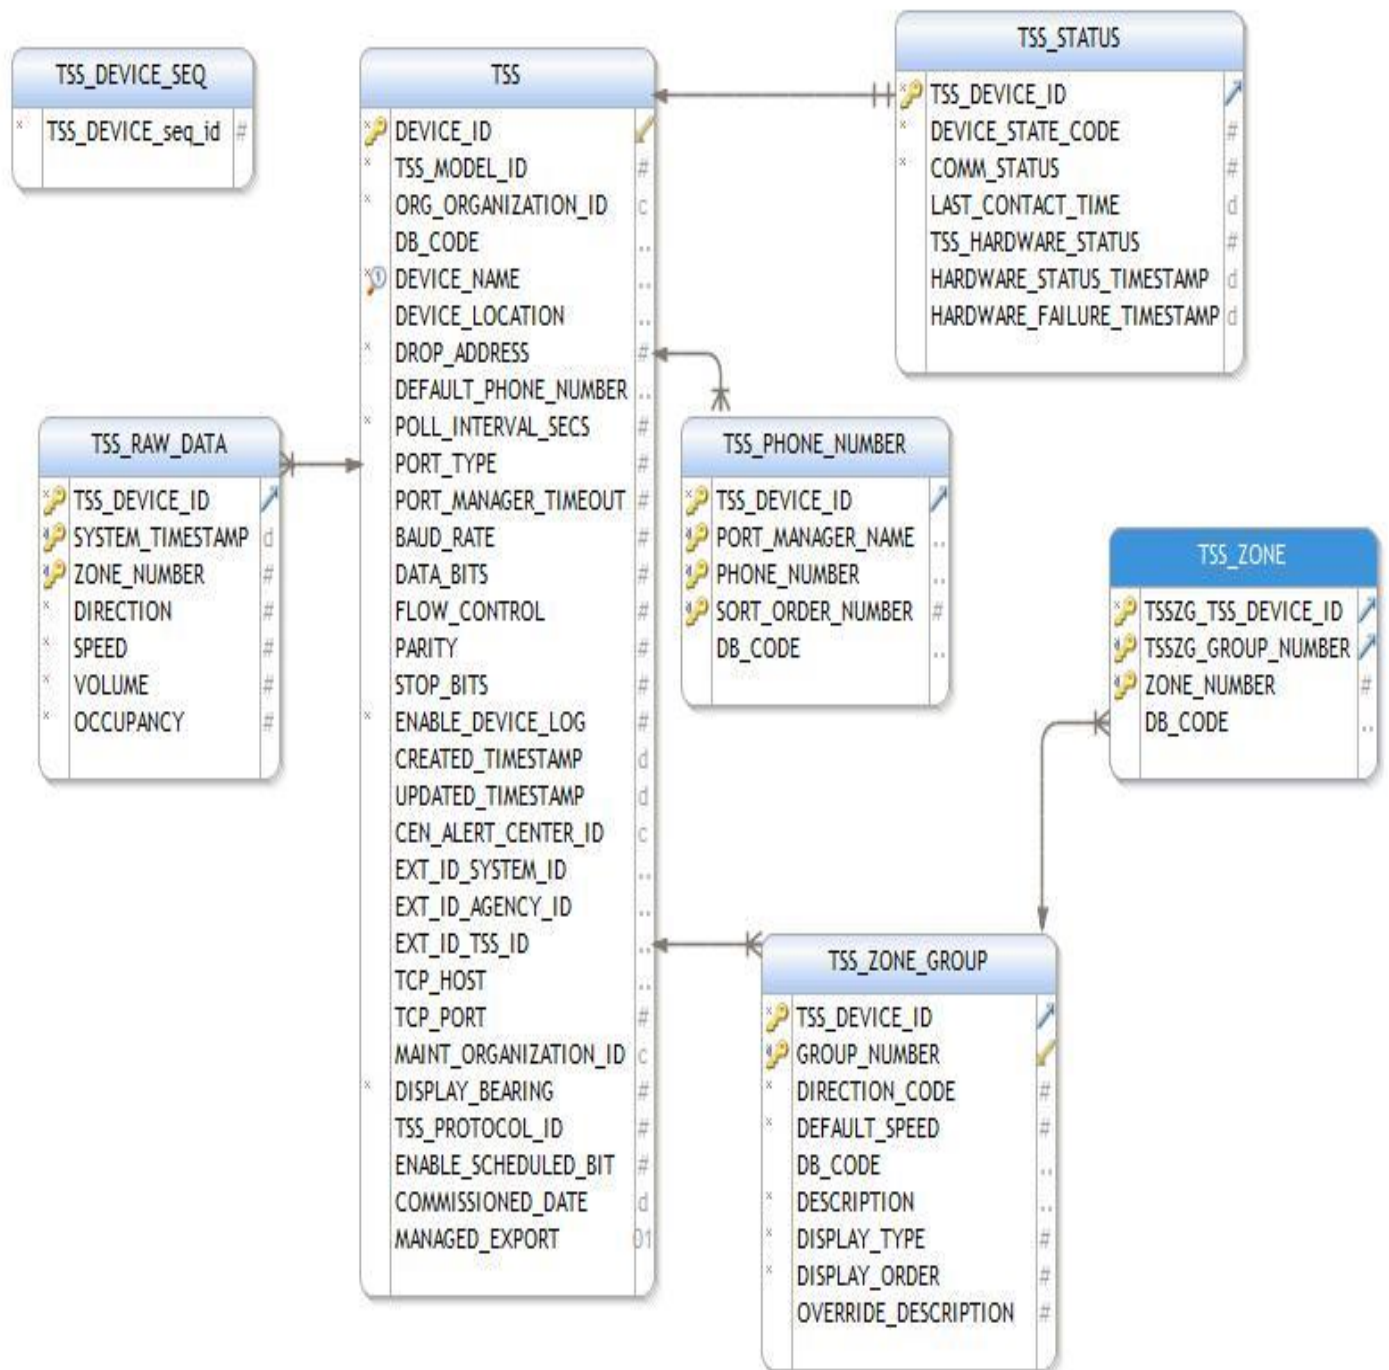 TSS_DEVICE_SEQ
TSS_DEVICE_seq_id #
TSS
DEVICE_ID
TSS_MODEL_ID #
ORG_ORGANIZATION_ID c
DB_CODE ..
DEVICE_NAME ..
DEVICE_LOCATION ..
DROP_ADDRESS #
DEFAULT_PHONE_NUMBER ..
POLL_INTERVAL_SECS #
PORT_TYPE #
PORT_MANAGER_TIMEOUT #
BAUD_RATE #
DATA_BITS #
FLOW_CONTROL #
PARITY #
STOP_BITS #
ENABLE_DEVICE_LOG #
CREATED_TIMESTAMP d
UPDATED_TIMESTAMP d
CEN_ALERT_CENTER_ID c
EXT_ID_SYSTEM_ID ..
EXT_ID_AGENCY_ID ..
EXT_ID_TSS_ID ..
TCP_HOST ..
TCP_PORT #
MAINT_ORGANIZATION_ID c
DISPLAY_BEARING #
TSS_PROTOCOL_ID #
ENABLE_SCHEDULED_BIT #
COMMISSIONED_DATE d
MANAGED_EXPORT 01
TSS_STATUS
TSS_DEVICE_ID
DEVICE_STATE_CODE #
COMM_STATUS #
LAST_CONTACT_TIME d
TSS_HARDWARE_STATUS #
HARDWARE_STATUS_TIMESTAMP d
HARDWARE_FAILURE_TIMESTAMP d
TSS_RAW_DATA
TSS_DEVICE_ID
SYSTEM_TIMESTAMP d
ZONE_NUMBER #
DIRECTION #
SPEED #
VOLUME #
OCCUPANCY #
TSS_PHONE_NUMBER
TSS_DEVICE_ID
PORT_MANAGER_NAME ..
PHONE_NUMBER ..
SORT_ORDER_NUMBER #
DB_CODE ..
TSS_ZONE
TSSZG_TSS_DEVICE_ID
TSSZG_GROUP_NUMBER
ZONE_NUMBER #
DB_CODE ..
TSS_ZONE_GROUP
TSS_DEVICE_ID
GROUP_NUMBER
DIRECTION_CODE #
DEFAULT_SPEED #
DB_CODE ..
DESCRIPTION ..
DISPLAY_TYPE #
DISPLAY_ORDER #
OVERRIDE_DESCRIPTION #